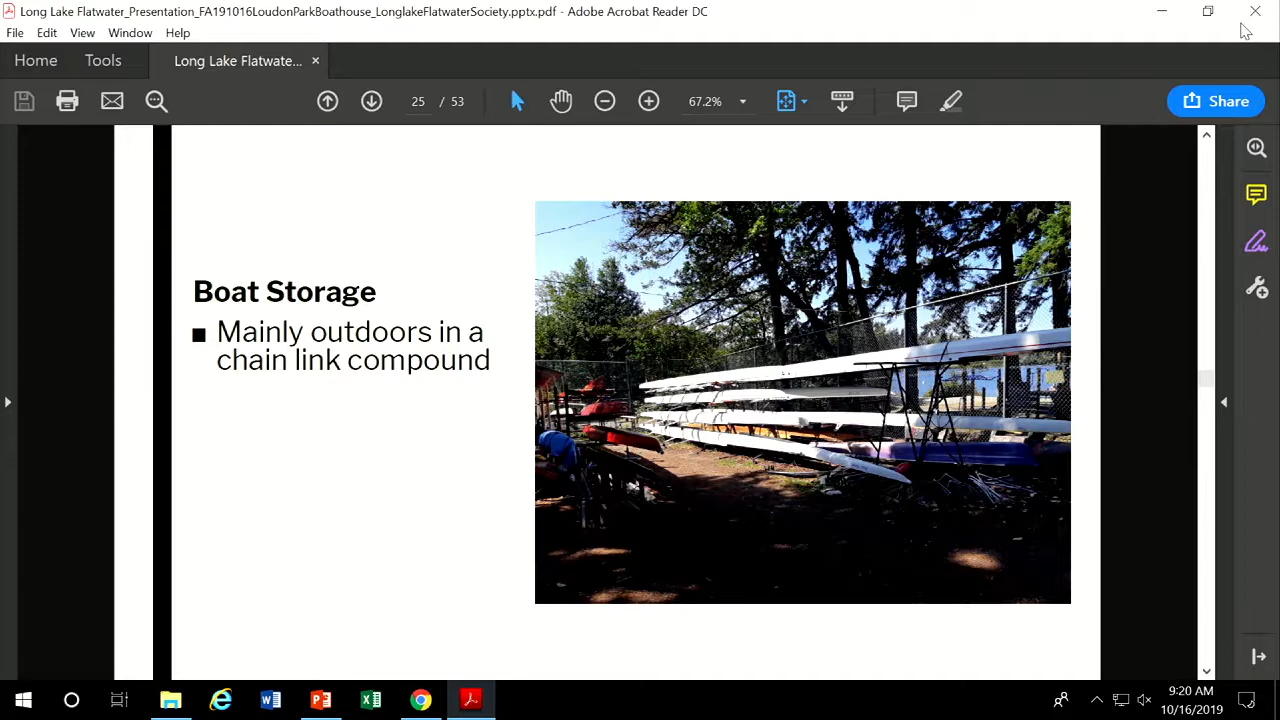 Long Lake Flatwater_Presentation_FA191016LoudonParkBoathouse_LonglakeFlatwaterSociety.pptx.pdf - Adobe Acrobat Reader DC
File Edit View Window Help
Home Tools Long Lake Flatwate... ×
25 / 53 67.2% Share
Boat Storage
■ Mainly outdoors in a
chain link compound
9:20 AM
10/16/2019